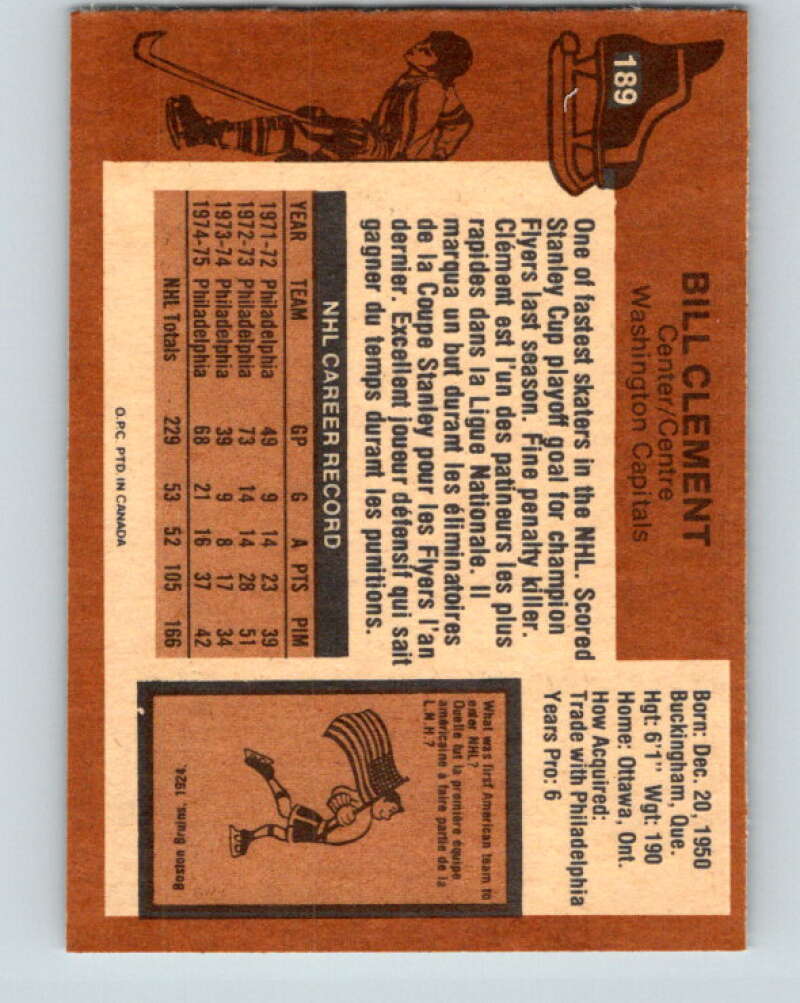 189
BILL CLEMENT
Center/Centre
Washington Capitals
Born: Dec. 20, 1950
Buckingham, Que.
Hgt: 6'1" Wgt: 190
Home: Ottawa, Ont.
How Acquired:
Trade with Philadelphia
Years Pro: 6
One of fastest skaters in the NHL. Scored
Stanley Cup playoff goal for champion
Flyers last season. Fine penalty killer.
Clément est l'un des patineurs les plus
rapides dans la Ligue Nationale. Il
marqua un but durant les éliminatoires
de la Coupe Stanley pour les Flyers l'an
dernier. Excellent joueur défensif qui sait
gagner du temps durant les punitions.
NHL CAREER RECORD
YEAR TEAM GP G A PTS PIM
1971-72 Philadelphia 49 9 14 23 39
1972-73 Philadelphia 73 14 14 28 51
1973-74 Philadelphia 39 9 8 17 34
1974-75 Philadelphia 68 21 16 37 42
NHL Totals 229 53 52 105 166
What was first American team to
enter NHL?
Quelle fut la première équipe
américaine à faire partie de la
L.N.H.?
Boston Bruins, 1924.
O.P.C. PTD. IN CANADA